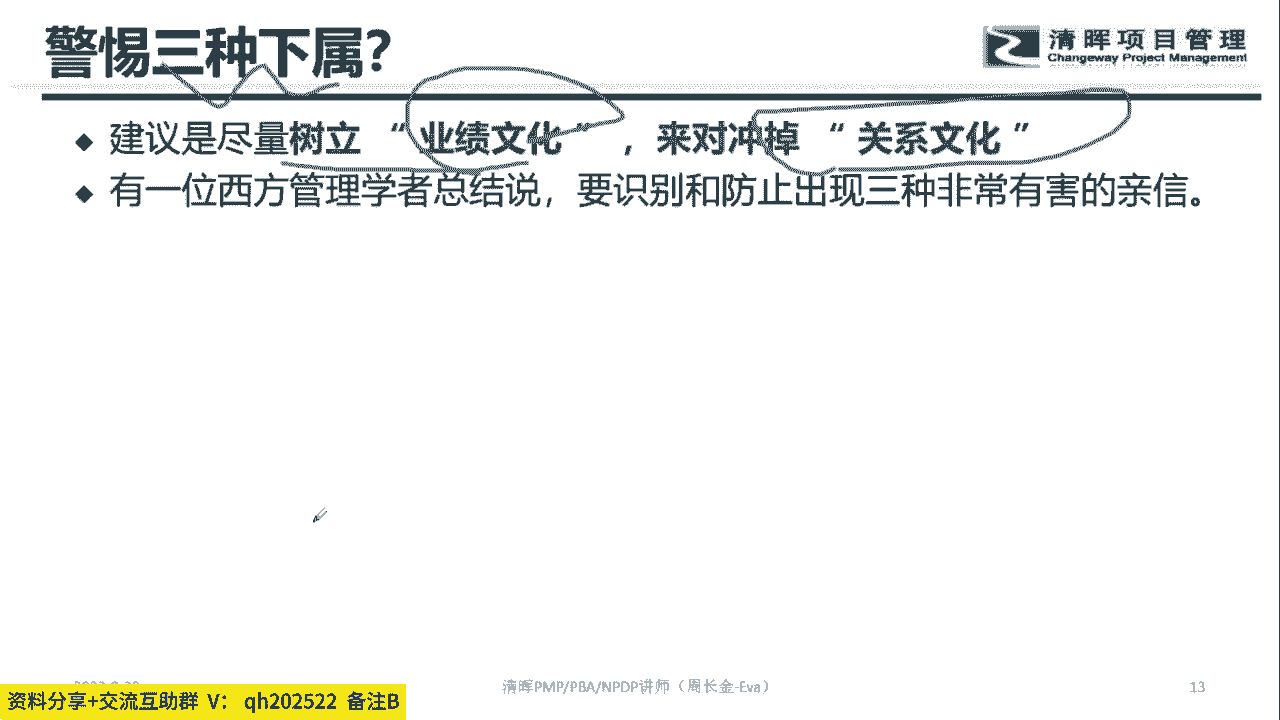 警惕三种下属？
清晖项目管理
Changeway Project Management
◆ 建议是尽量树立 “ 业绩文化 ” ，来对冲掉 “ 关系文化 ”
◆ 有一位西方管理学者总结说，要识别和防止出现三种非常有害的亲信。
资料分享+交流互助群 V： qh202522 备注B
清晖PMP/PBA/NPDP讲师（周长金-Eva）
13